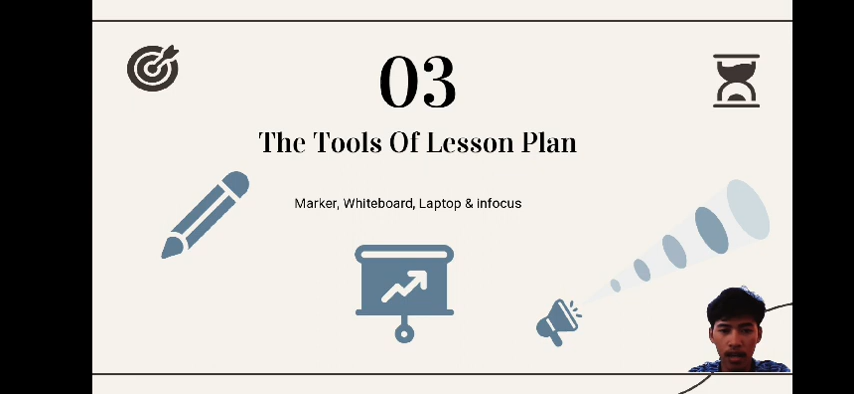 03
The Tools Of Lesson Plan
Marker, Whiteboard, Laptop & infocus